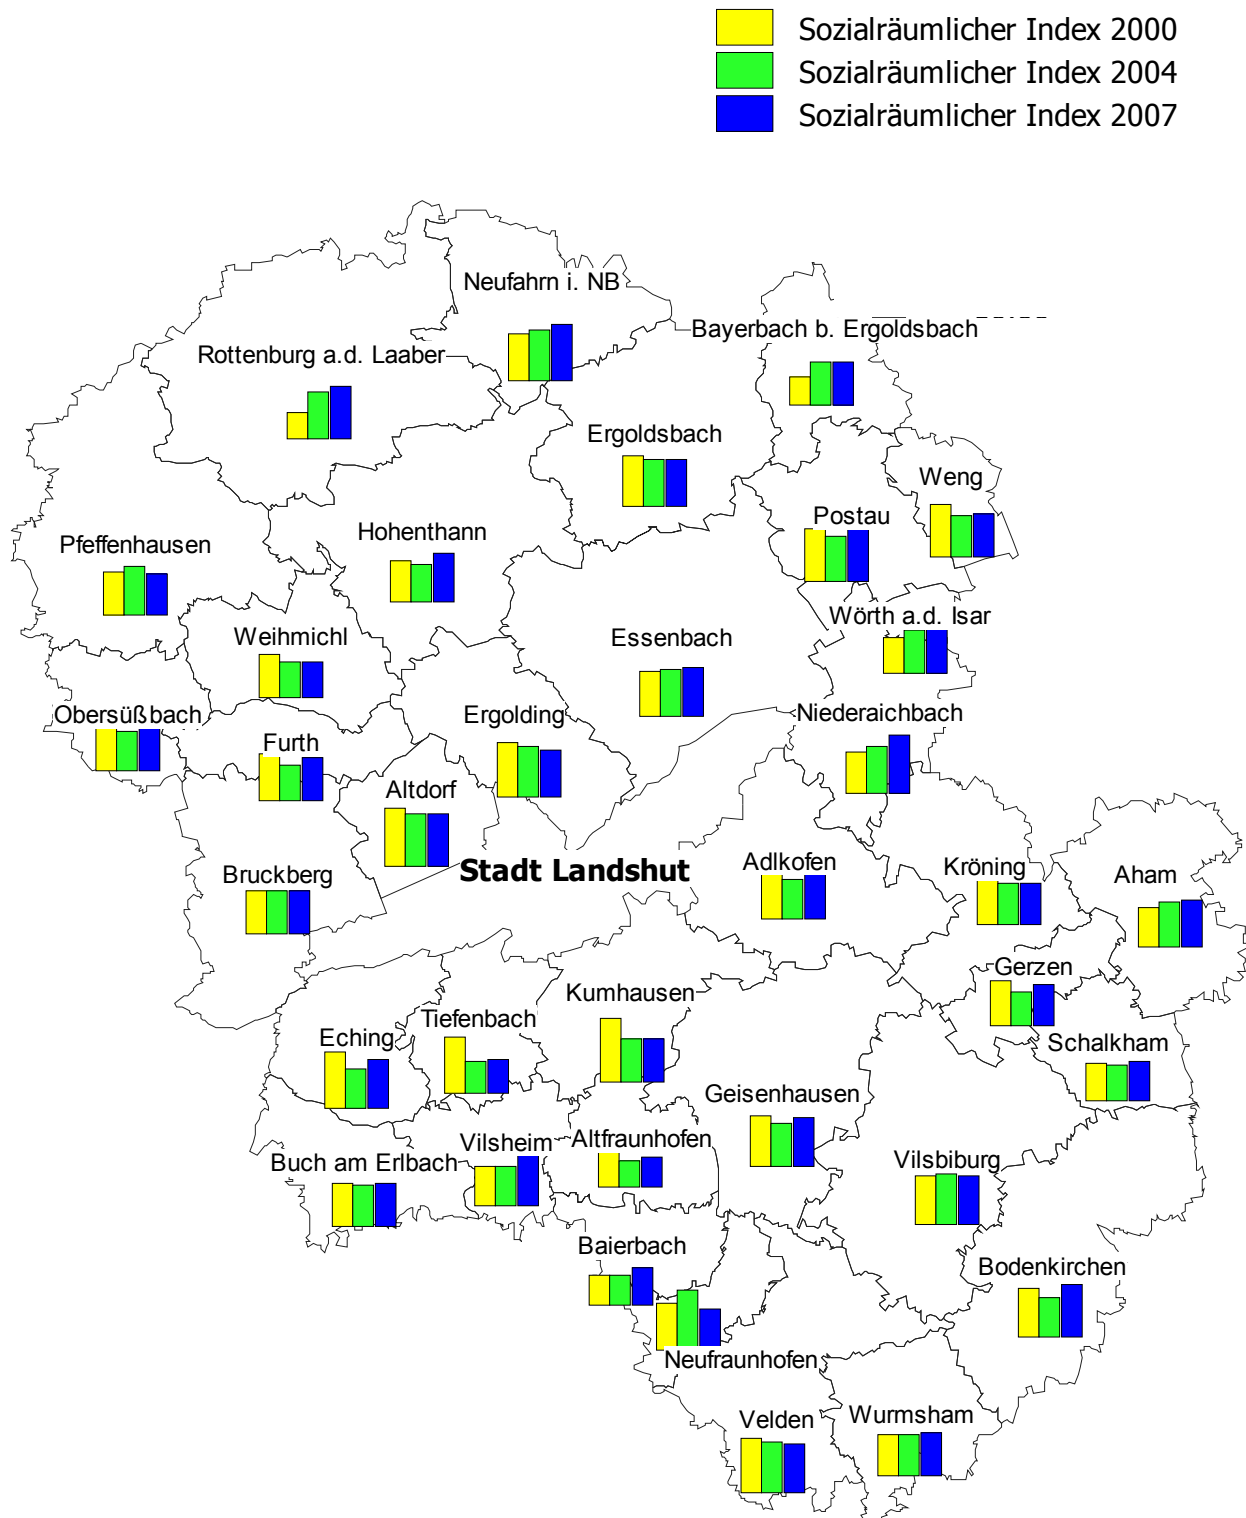 Sozialräumlicher Index 2000
Sozialräumlicher Index 2004
Sozialräumlicher Index 2007
Neufahrn i. NB
Bayerbach b. Ergoldsbach
Rottenburg a.d. Laaber
Ergoldsbach
Weng
Postau
Hohenthann
Pfeffenhausen
Wörth a.d. Isar
Weihmichl
Essenbach
Obersüßbach
Ergolding
Niederaichbach
Furth
Altdorf
Stadt Landshut
Adlkofen
Kröning
Aham
Bruckberg
Gerzen
Kumhausen
Tiefenbach
Eching
Schalkham
Geisenhausen
Vilsheim
Altfraunhofen
Buch am Erlbach
Vilsbiburg
Baierbach
Bodenkirchen
Neufraunhofen
Velden
Wurmsham